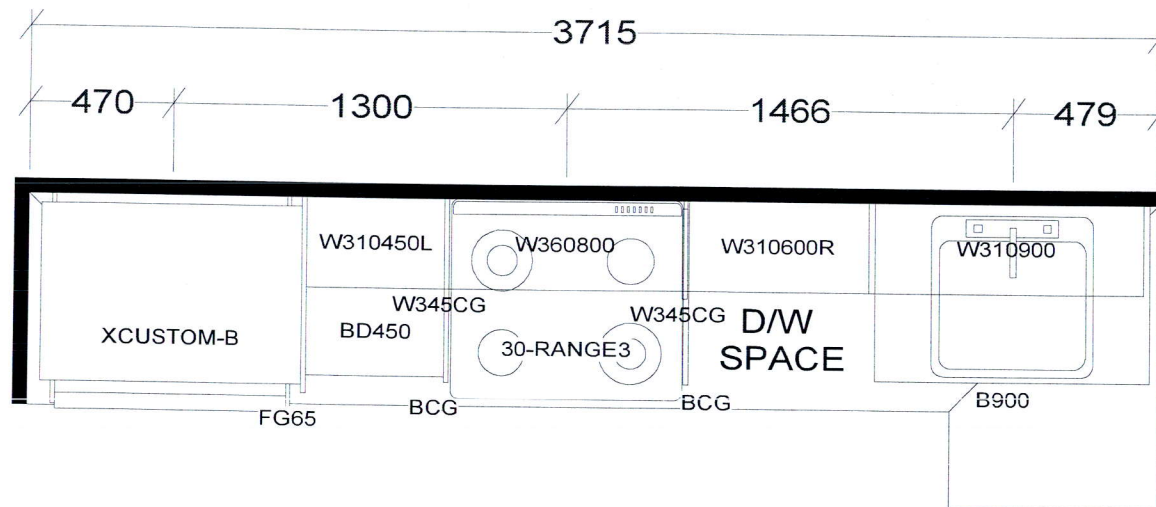 3715
470
1300
1466
479
W310450L
W360800
W310600R
W310900
W345CG
W345CG
XCUSTOM-B
BD450
30-RANGE3
D/W
SPACE
FG65
BCG
BCG
B900